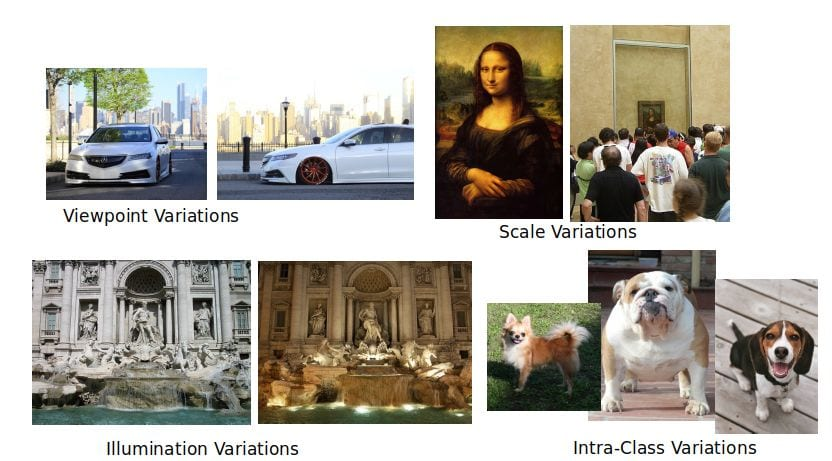 Viewpoint Variations
Scale Variations
Illumination Variations
Intra-Class Variations